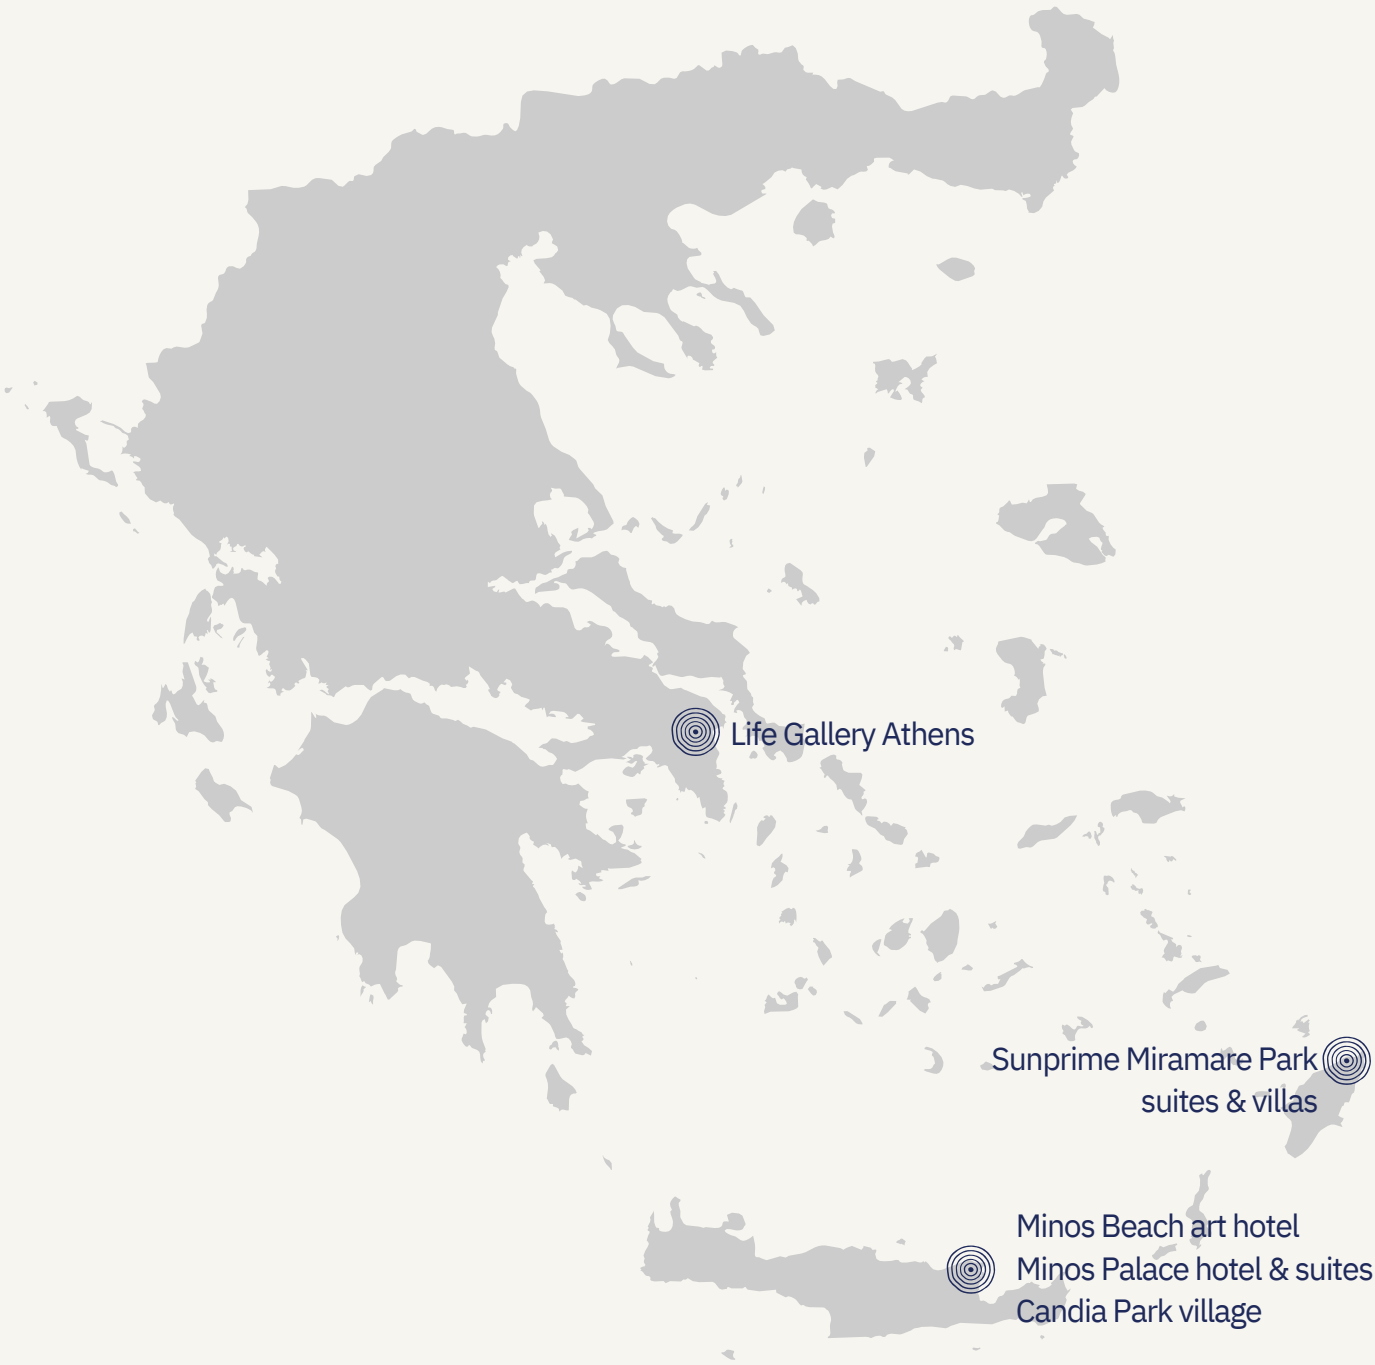 Life Gallery Athens
Sunprime Miramare Park
suites & villas
Minos Beach art hotel
Minos Palace hotel & suites
Candia Park village